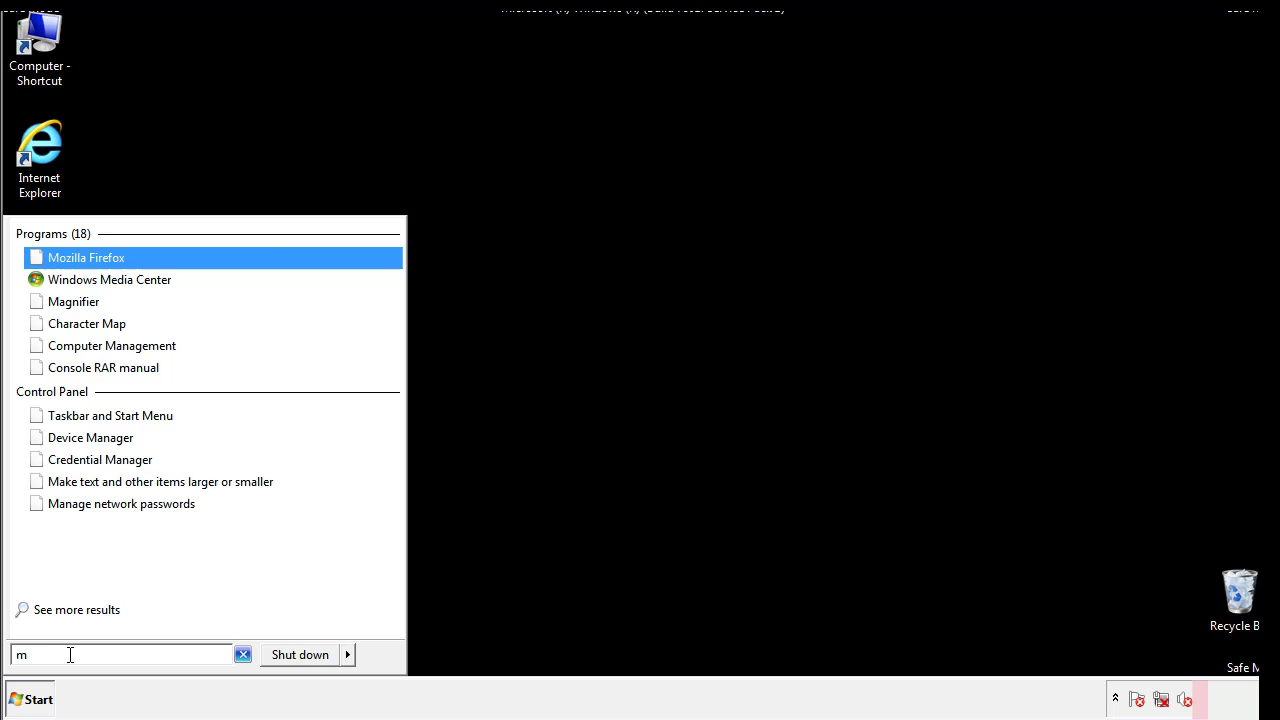 Computer -
Shortcut
Internet
Explorer
Programs (18)
Mozilla Firefox
Windows Media Center
Magnifier
Character Map
Computer Management
Console RAR manual
Control Panel
Taskbar and Start Menu
Device Manager
Credential Manager
Make text and other items larger or smaller
Manage network passwords
See more results
m
Shut down
Recycle B
Safe M
Start